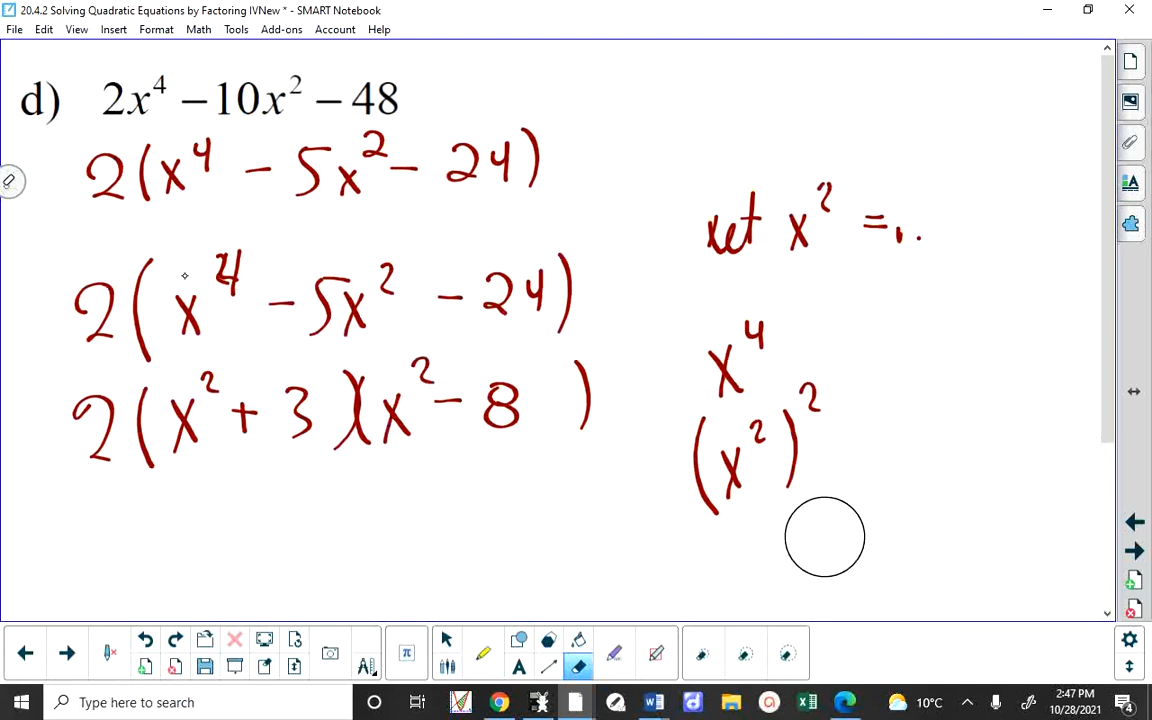 20.4.2 Solving Quadratic Equations by Factoring IVNew * - SMART Notebook
File Edit View Insert Format Math Tools Add-ons Account Help
d) 2x⁴ − 10x² − 48
2(x⁴ − 5x² − 24)
let x² =
2(x⁴ − 5x² − 24)
x⁴
2(x² + 3)(x² − 8 )
(x²)²
π
A
Type here to search
10°C
2:47 PM
10/28/2021
4